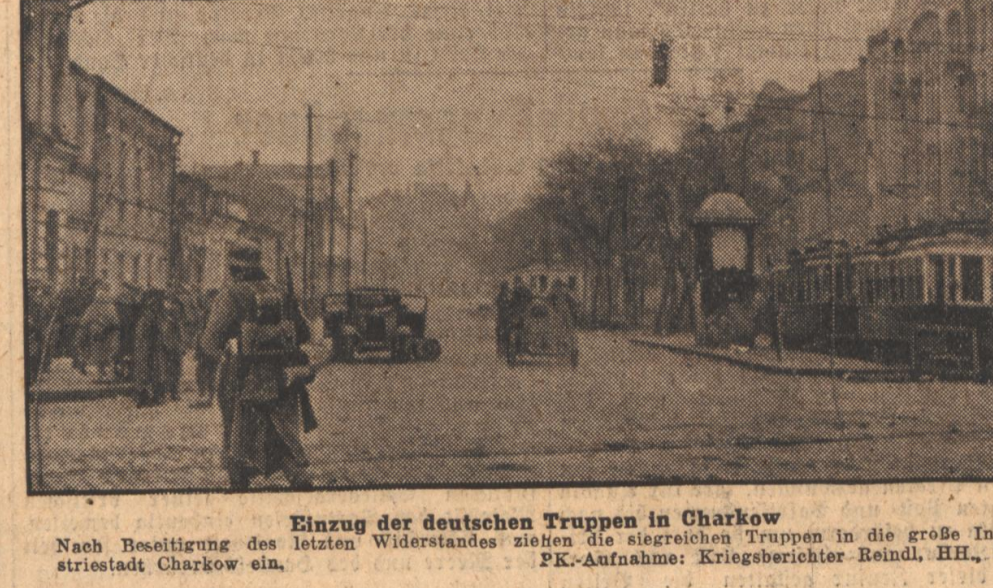 Einzug der deutschen Truppen in Charkow
Nach Beseitigung des letzten Widerstandes ziehen die siegreichen Truppen in die große In
striestadt Charkow ein, PK.-Aufnahme: Kriegsberichter Reindl, HH.,